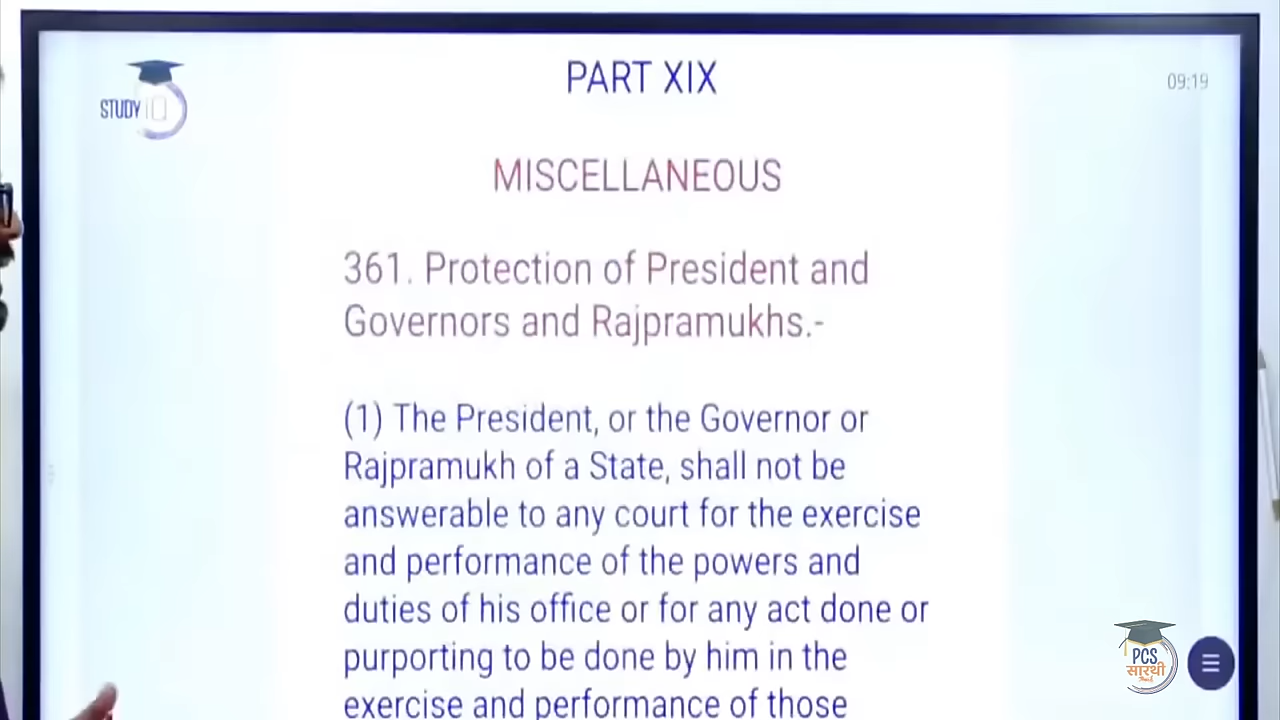 PART XIX
STUDY IQ
09:19
MISCELLANEOUS
361. Protection of President and
Governors and Rajpramukhs.-
(1) The President, or the Governor or
Rajpramukh of a State, shall not be
answerable to any court for the exercise
and performance of the powers and
duties of his office or for any act done or
purporting to be done by him in the
exercise and performance of those
PCS
सारथी